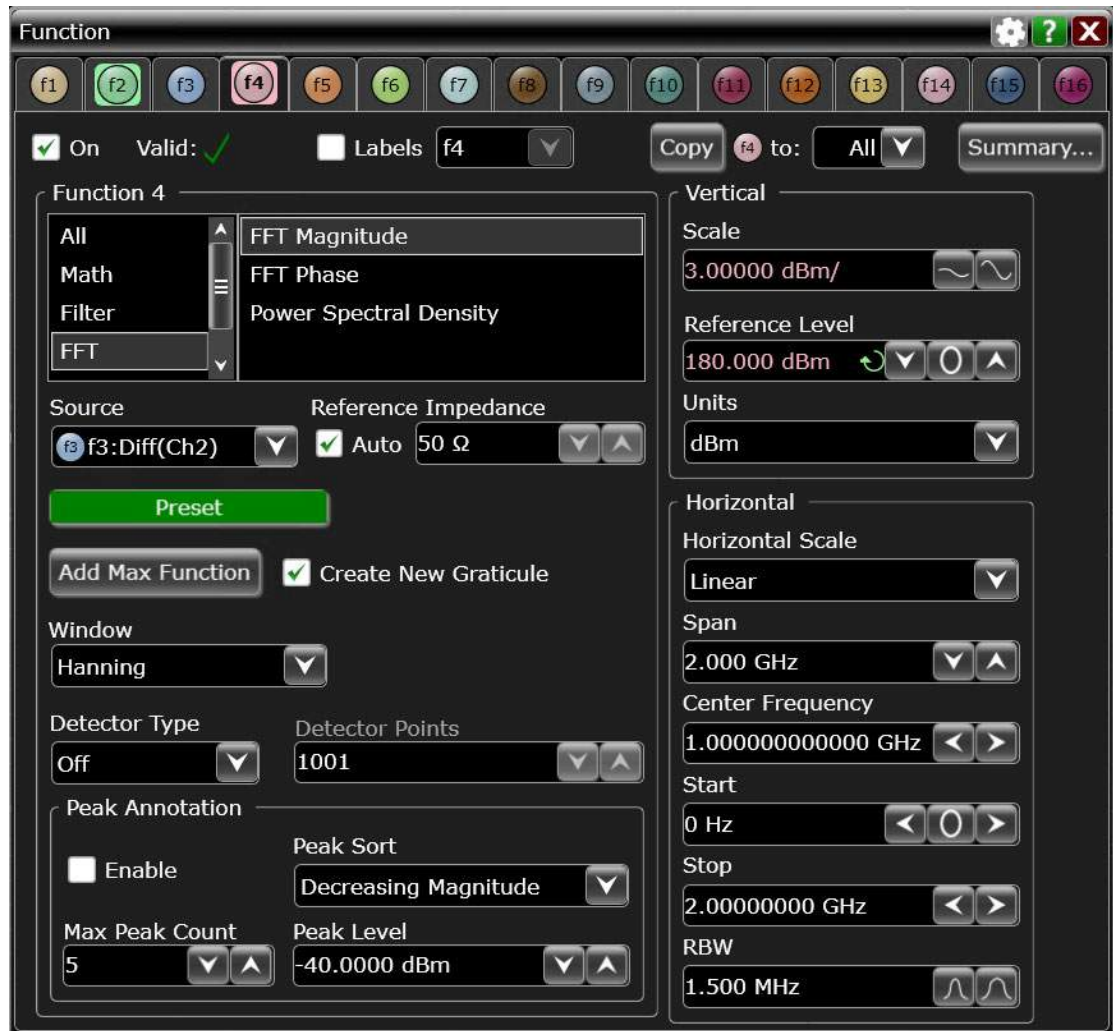 Function
?
X
f1 f2 f3 f4 f5 f6 f7 f8 f9 f10 f11 f12 f13 f14 f15 f16
On Valid: Labels f4 Copy f4 to: All Summary...
Function 4
All
Math
Filter
FFT
FFT Magnitude
FFT Phase
Power Spectral Density
Source
f3 f3:Diff(Ch2)
Reference Impedance
Auto 50 Ω
Preset
Add Max Function
Create New Graticule
Window
Hanning
Detector Type
Off
Detector Points
1001
Peak Annotation
Enable
Peak Sort
Decreasing Magnitude
Max Peak Count
5
Peak Level
-40.0000 dBm
Vertical
Scale
3.00000 dBm/
Reference Level
180.000 dBm 0
Units
dBm
Horizontal
Horizontal Scale
Linear
Span
2.000 GHz
Center Frequency
1.000000000000 GHz
Start
0 Hz 0
Stop
2.00000000 GHz
RBW
1.500 MHz